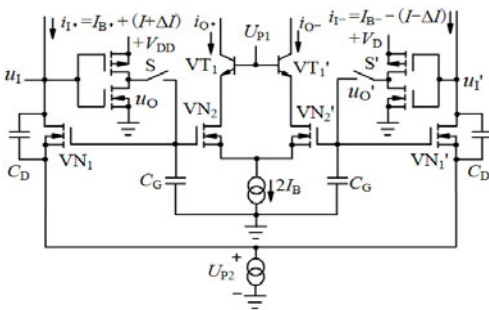 i_I+=I_B++(I+ΔI)
i_O+
i_O-
i_I-=I_B--(I-ΔI)
+V_DD
U_P1
+V_D
S
S'
u_I
u_O
VT_1
VT_1'
u_O'
u_I'
VN_2
VN_2'
C_D
VN_1
C_G
2I_B
C_G
VN_1'
C_D
U_P2
+
-